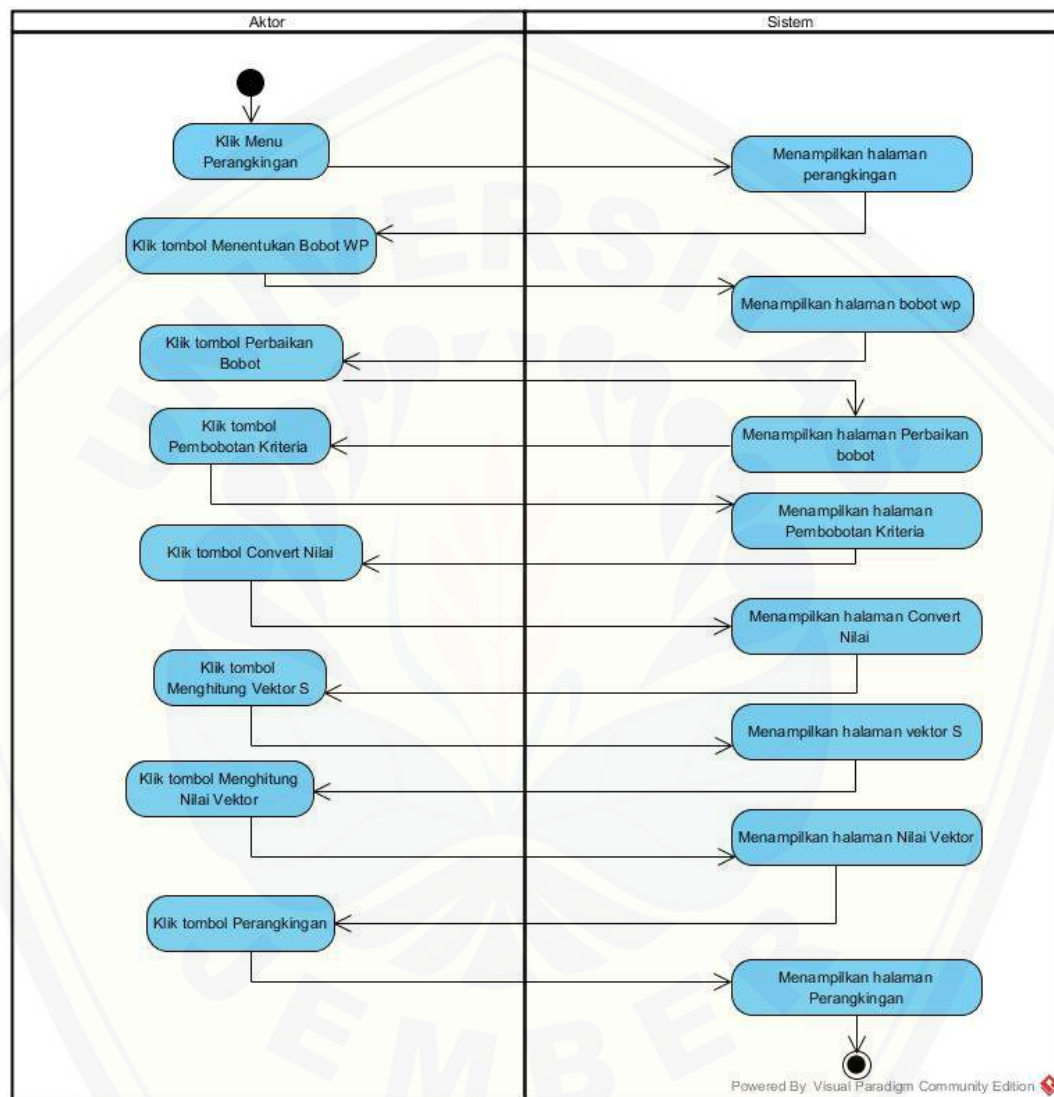 Aktor
Sistem
Klik Menu
Perangkingan
Menampilkan halaman
perangkingan
Klik tombol Menentukan Bobot WP
Menampilkan halaman bobot wp
Klik tombol Perbaikan
Bobot
Klik tombol
Pembobotan Kriteria
Menampilkan halaman Perbaikan
bobot
Menampilkan halaman
Pembobotan Kriteria
Klik tombol Convert Nilai
Menampilkan halaman Convert
Nilai
Klik tombol
Menghitung Vektor S
Menampilkan halaman vektor S
Klik tombol Menghitung
Nilai Vektor
Menampilkan halaman Nilai Vektor
Klik tombol Perangkingan
Menampilkan halaman
Perangkingan
UNIVERSITAS
JEMBER
Powered By Visual Paradigm Community Edition